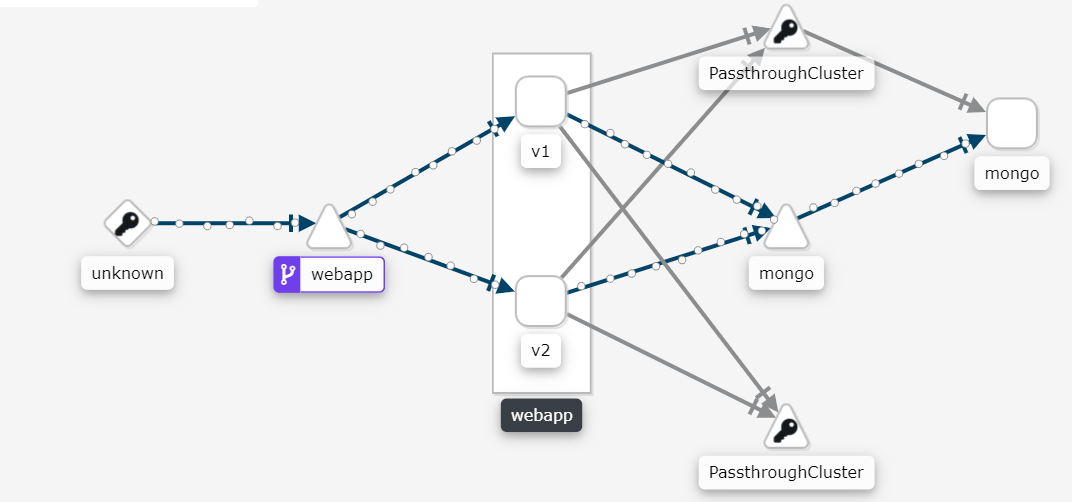 PassthroughCluster
v1
mongo
unknown
webapp
mongo
v2
webapp
PassthroughCluster